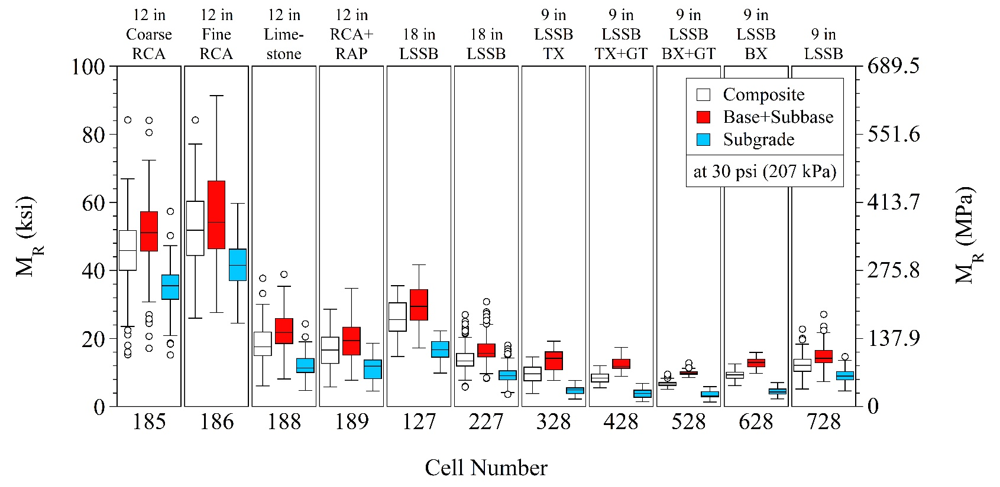 12 in
Coarse
RCA
12 in
Fine
RCA
12 in
Lime-
stone
12 in
RCA+
RAP
18 in
LSSB
18 in
LSSB
9 in
LSSB
TX
9 in
LSSB
TX+GT
9 in
LSSB
BX+GT
9 in
LSSB
BX
9 in
LSSB
100
80
60
40
20
0
M_R (ksi)
Composite
Base+Subbase
Subgrade
at 30 psi (207 kPa)
689.5
551.6
413.7
275.8
137.9
0
M_R (MPa)
185
186
188
189
127
227
328
428
528
628
728
Cell Number